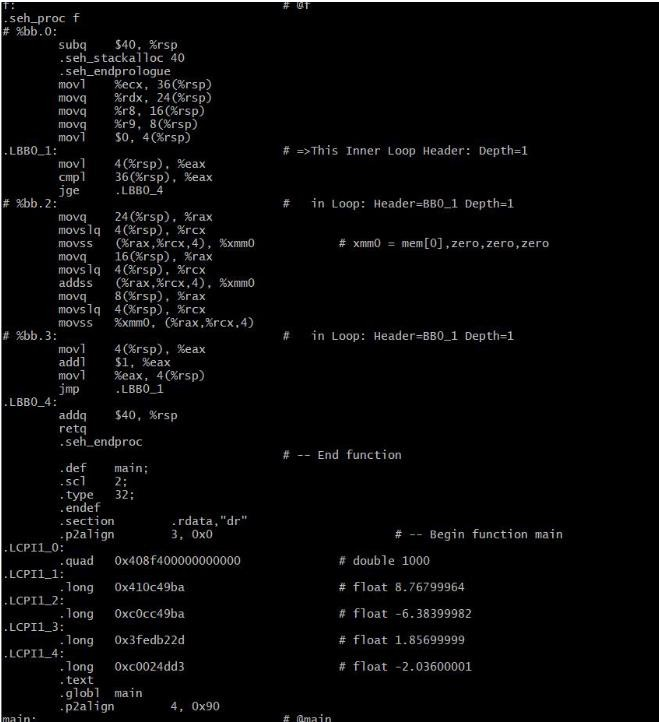 f:                                      # @f
.seh_proc f
# %bb.0:
        subq    $40, %rsp
        .seh_stackalloc 40
        .seh_endprologue
        movl    %ecx, 36(%rsp)
        movq    %rdx, 24(%rsp)
        movq    %r8, 16(%rsp)
        movq    %r9, 8(%rsp)
        movl    $0, 4(%rsp)
.LBB0_1:                                # =>This Inner Loop Header: Depth=1
        movl    4(%rsp), %eax
        cmpl    36(%rsp), %eax
        jge     .LBB0_4
# %bb.2:                                #   in Loop: Header=BB0_1 Depth=1
        movq    24(%rsp), %rax
        movslq  4(%rsp), %rcx
        movss   (%rax,%rcx,4), %xmm0            # xmm0 = mem[0],zero,zero,zero
        movq    16(%rsp), %rax
        movslq  4(%rsp), %rcx
        addss   (%rax,%rcx,4), %xmm0
        movq    8(%rsp), %rax
        movslq  4(%rsp), %rcx
        movss   %xmm0, (%rax,%rcx,4)
# %bb.3:                                #   in Loop: Header=BB0_1 Depth=1
        movl    4(%rsp), %eax
        addl    $1, %eax
        movl    %eax, 4(%rsp)
        jmp     .LBB0_1
.LBB0_4:
        addq    $40, %rsp
        retq
        .seh_endproc
                                        # -- End function
        .def    main;
        .scl    2;
        .type   32;
        .endef
        .section        .rdata,"dr"
        .p2align        3, 0x0                          # -- Begin function main
.LCPI1_0:
        .quad   0x408f400000000000              # double 1000
.LCPI1_1:
        .long   0x410c49ba                      # float 8.76799964
.LCPI1_2:
        .long   0xc0cc49ba                      # float -6.38399982
.LCPI1_3:
        .long   0x3fedb22d                      # float 1.85699999
.LCPI1_4:
        .long   0xc0024dd3                      # float -2.03600001
        .text
        .globl  main
        .p2align        4, 0x90
main:                                   # @main